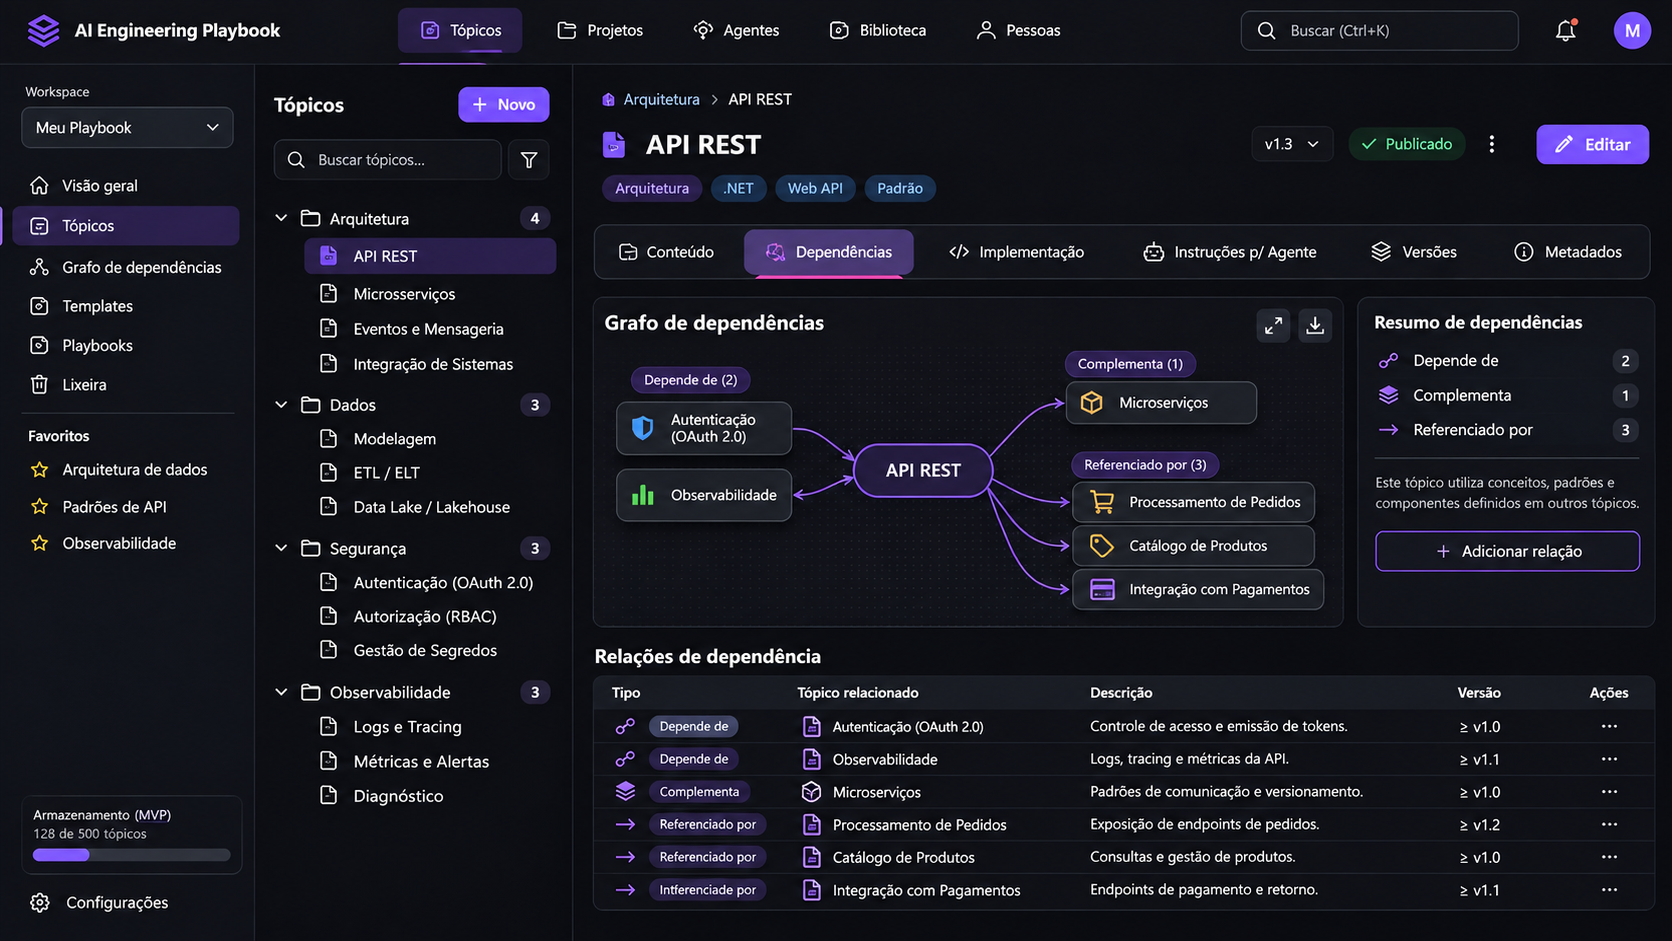 AI Engineering Playbook
Tópicos
Projetos
Agentes
Biblioteca
Pessoas
Buscar (Ctrl+K)
M
Workspace
Meu Playbook
Visão geral
Tópicos
Grafo de dependências
Templates
Playbooks
Lixeira
Favoritos
Arquitetura de dados
Padrões de API
Observabilidade
Armazenamento (MVP)
128 de 500 tópicos
Configurações
Tópicos
+ Novo
Buscar tópicos...
Arquitetura 4
API REST
Microsserviços
Eventos e Mensageria
Integração de Sistemas
Dados 3
Modelagem
ETL / ELT
Data Lake / Lakehouse
Segurança 3
Autenticação (OAuth 2.0)
Autorização (RBAC)
Gestão de Segredos
Observabilidade 3
Logs e Tracing
Métricas e Alertas
Diagnóstico
Arquitetura > API REST
API REST
v1.3
Publicado
Editar
Arquitetura
.NET
Web API
Padrão
Conteúdo
Dependências
Implementação
Instruções p/ Agente
Versões
Metadados
Grafo de dependências
Depende de (2)
Autenticação
(OAuth 2.0)
Observabilidade
API REST
Complementa (1)
Microserviços
Referenciado por (3)
Processamento de Pedidos
Catálogo de Produtos
Integração com Pagamentos
Resumo de dependências
Depende de 2
Complementa 1
Referenciado por 3
Este tópico utiliza conceitos, padrões e
componentes definidos em outros tópicos.
+ Adicionar relação
Relações de dependência
Tipo Tópico relacionado Descrição Versão Ações
Depende de Autenticação (OAuth 2.0) Controle de acesso e emissão de tokens. ≥ v1.0
Depende de Observabilidade Logs, tracing e métricas da API. ≥ v1.1
Complementa Microserviços Padrões de comunicação e versionamento. ≥ v1.0
Referenciado por Processamento de Pedidos Exposição de endpoints de pedidos. ≥ v1.2
Referenciado por Catálogo de Produtos Consultas e gestão de produtos. ≥ v1.0
Intferenciade por Integração com Pagamentos Endpoints de pagamento e retorno. ≥ v1.1